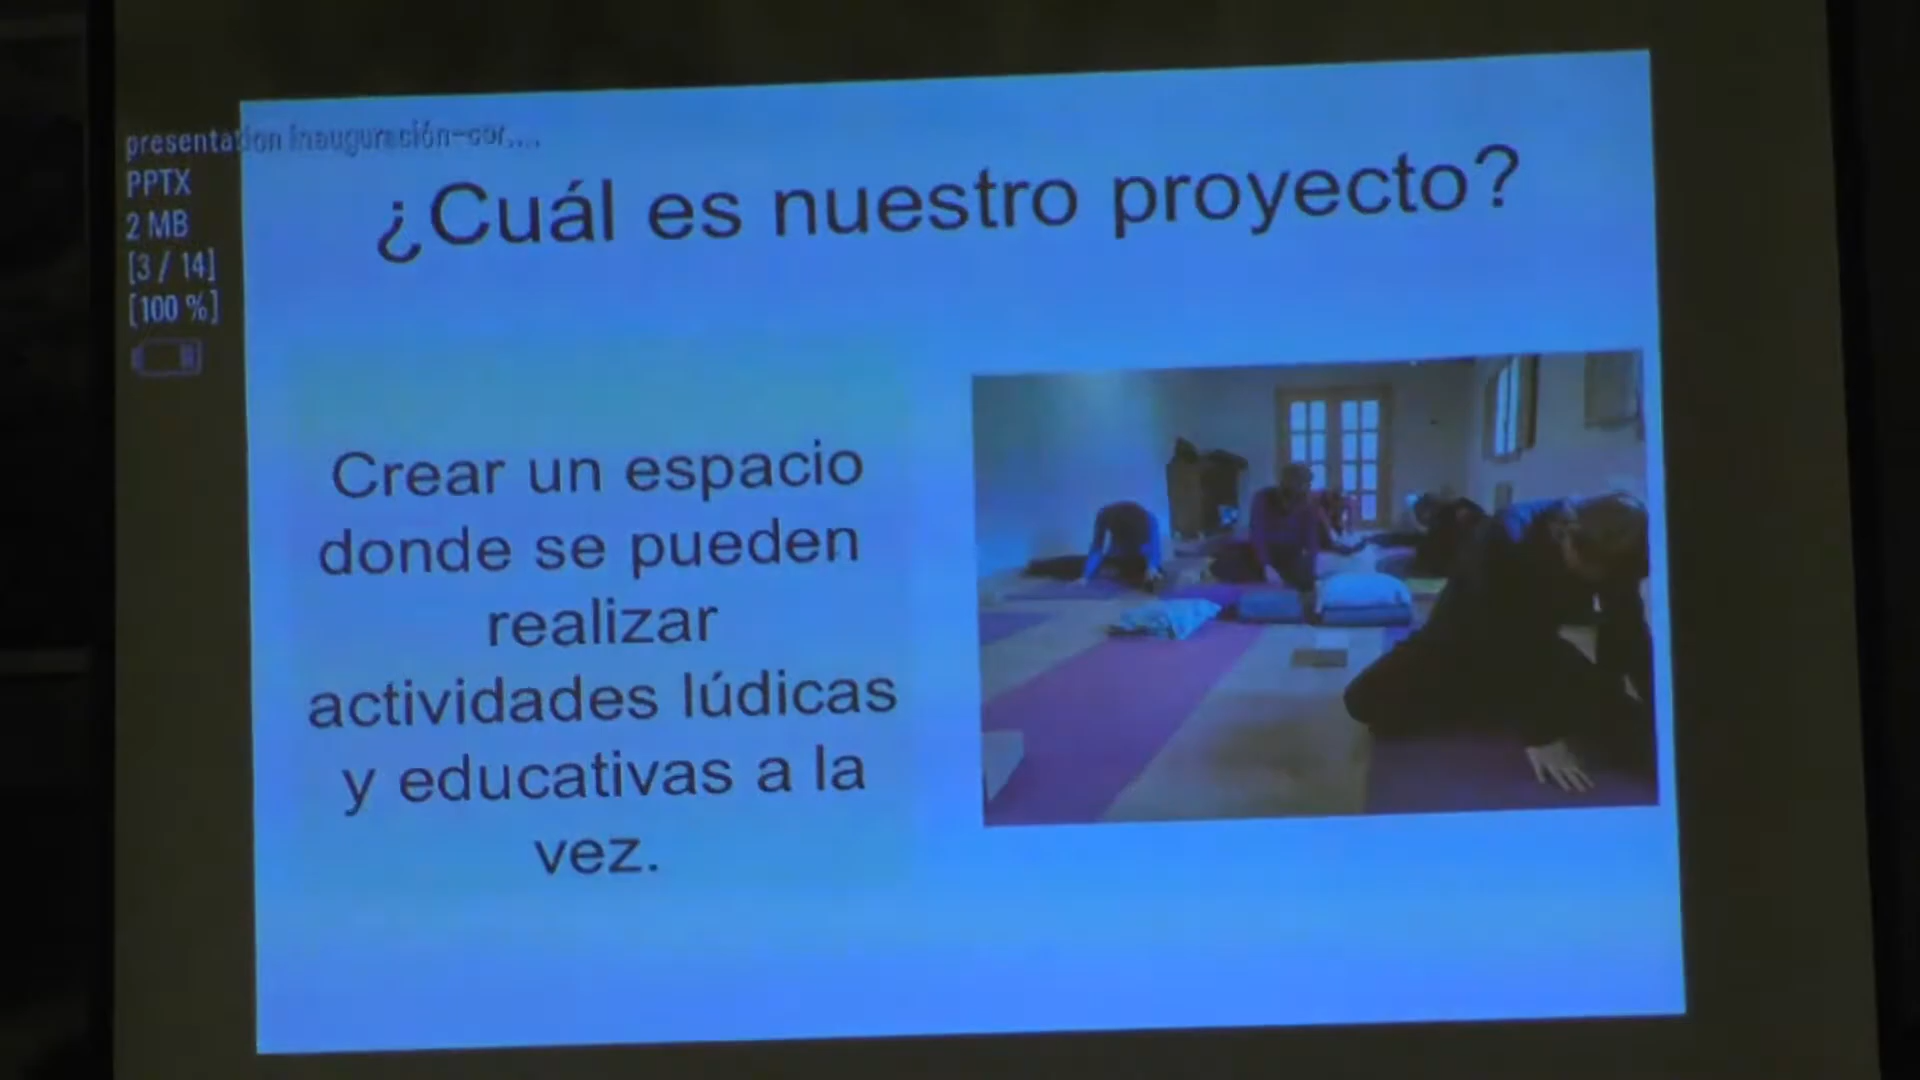 presentation inauguración-cor....
PPTX
2 MB
[3 / 14]
[100 %]
¿Cuál es nuestro proyecto?
Crear un espacio
donde se pueden
realizar
actividades lúdicas
y educativas a la
vez.